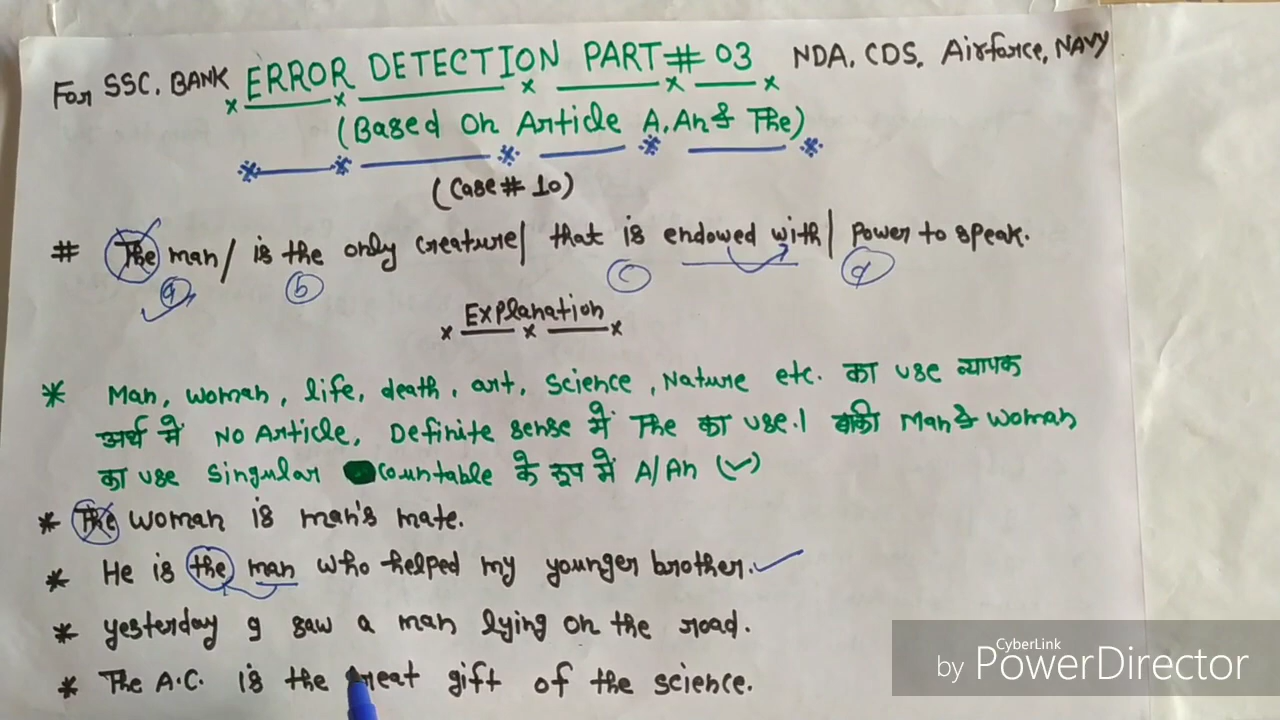 For SSC, BANK ERROR DETECTION PART # 03 NDA, CDS, Airforce, NAVY
(Based On Article A, An & The)
(Case # 10)
# The man/ is the only creature/ that is endowed with/ Power to speak.
a b c d
Explanation
* Man, woman, life, death, art, Science, Nature etc. का use व्यापक
अर्थ में No Article, Definite sense में The का use। बाकी Man & woman
का use singular countable के रूप में A/An (✓)
* The woman is man's mate.
* He is the man who helped my younger brother.
* yesterday I saw a man lying on the road.
* The A.C. is the great gift of the science.
CyberLink
by PowerDirector